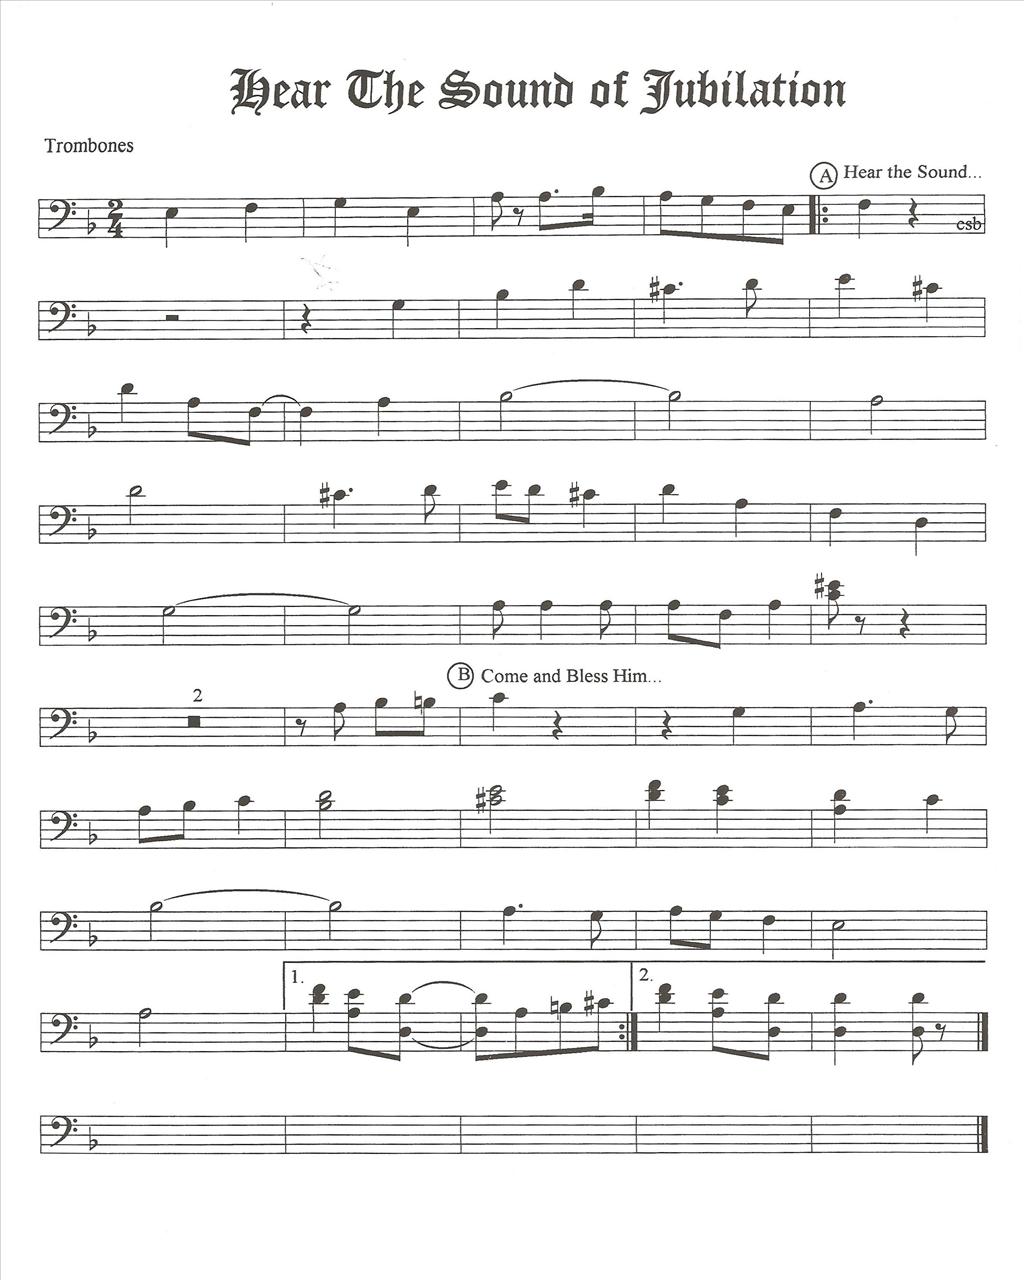 Hear The Sound of Jubilation
Trombones
A Hear the Sound...
2
4
csb
2
B Come and Bless Him...
1.
2.